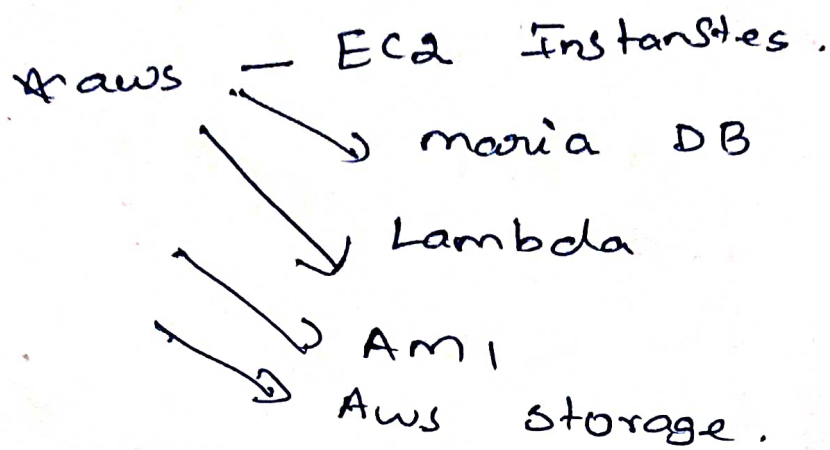 * aws - EC2 Instanstes.
maria DB
Lambda
AMI
Aws storage.